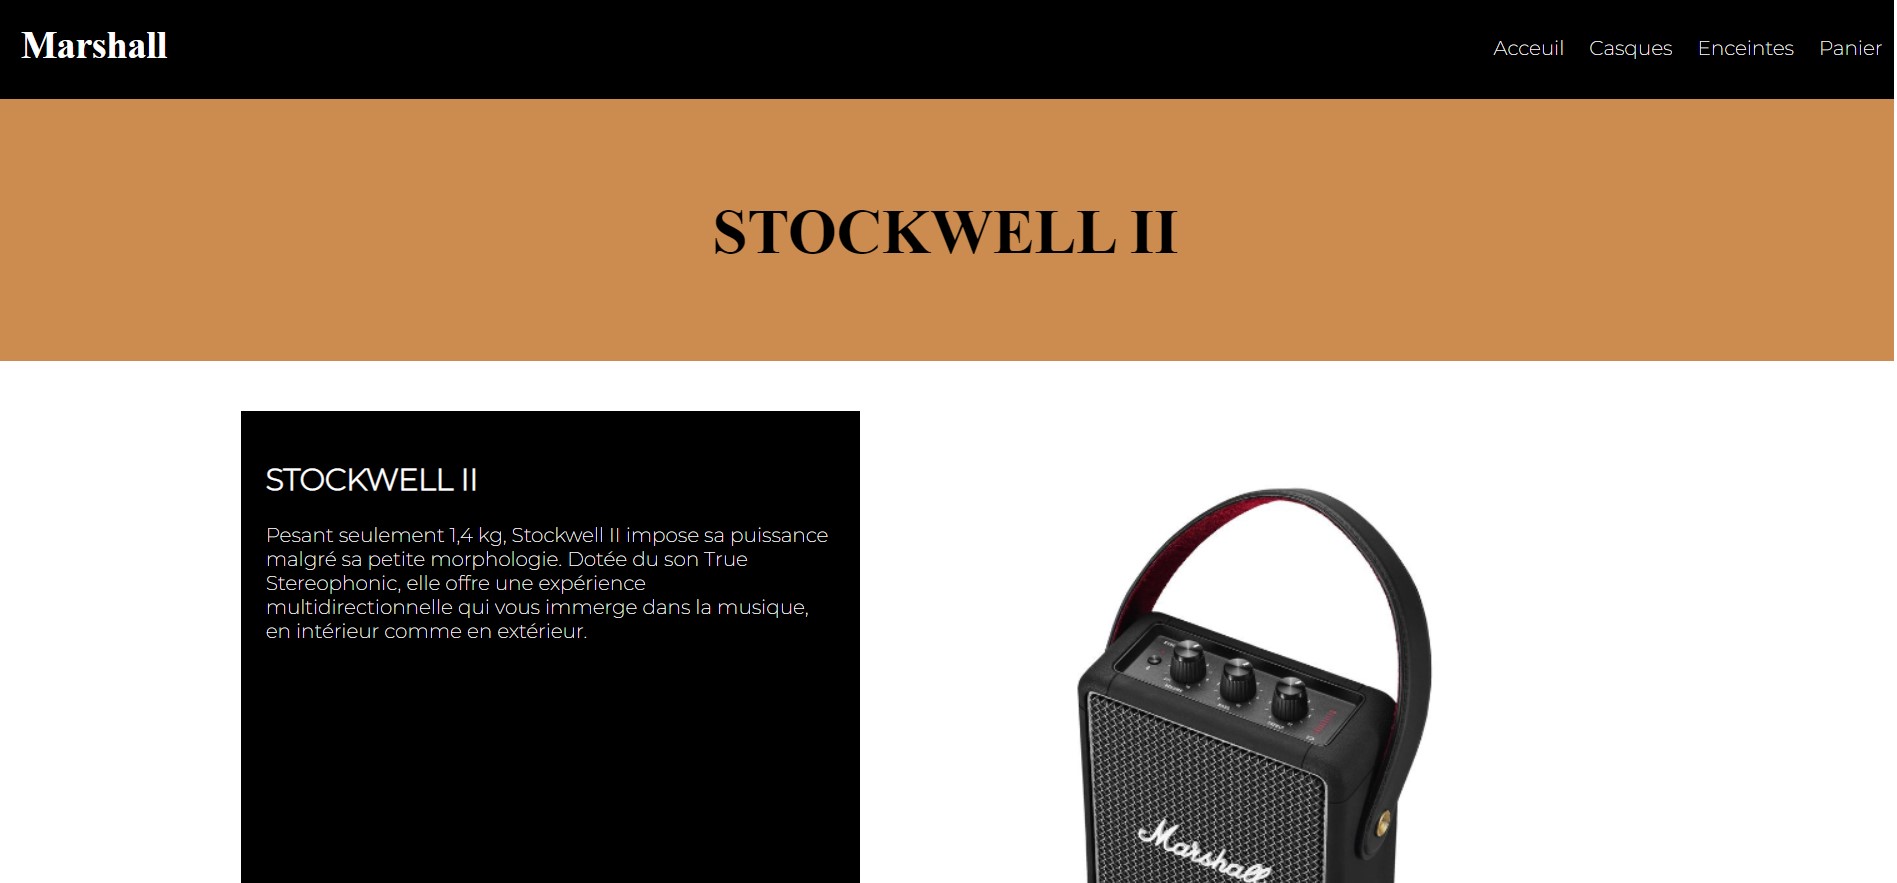 Marshall
Acceuil Casques Enceintes Panier
STOCKWELL II
STOCKWELL II
Pesant seulement 1,4 kg, Stockwell II impose sa puissance
malgré sa petite morphologie. Dotée du son True
Stereophonic, elle offre une expérience
multidirectionnelle qui vous immerge dans la musique,
en intérieur comme en extérieur.
Marshall